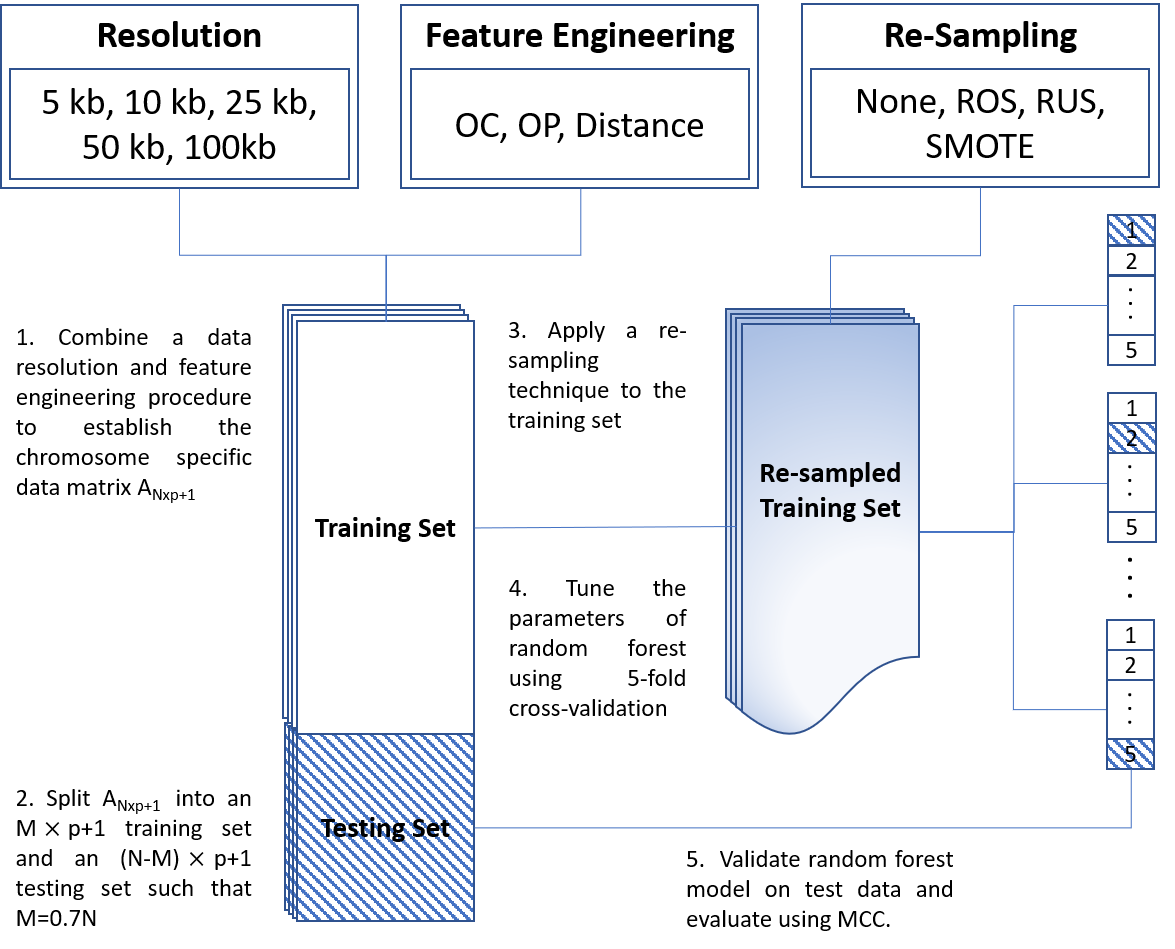 Resolution
5 kb, 10 kb, 25 kb,
50 kb, 100kb
Feature Engineering
OC, OP, Distance
Re-Sampling
None, ROS, RUS,
SMOTE
1. Combine a data
resolution and feature
engineering procedure
to establish the
chromosome specific
data matrix A_Nxp+1
2. Split A_Nxp+1 into an
M × p+1 training set
and an (N-M) × p+1
testing set such that
M=0.7N
Training Set
Testing Set
3. Apply a re-
sampling
technique to the
training set
4. Tune the
parameters of
random forest
using 5-fold
cross-validation
Re-sampled
Training Set
1
2
⋮
5
1
2
⋮
5
⋮
1
2
⋮
5
5. Validate random forest
model on test data and
evaluate using MCC.